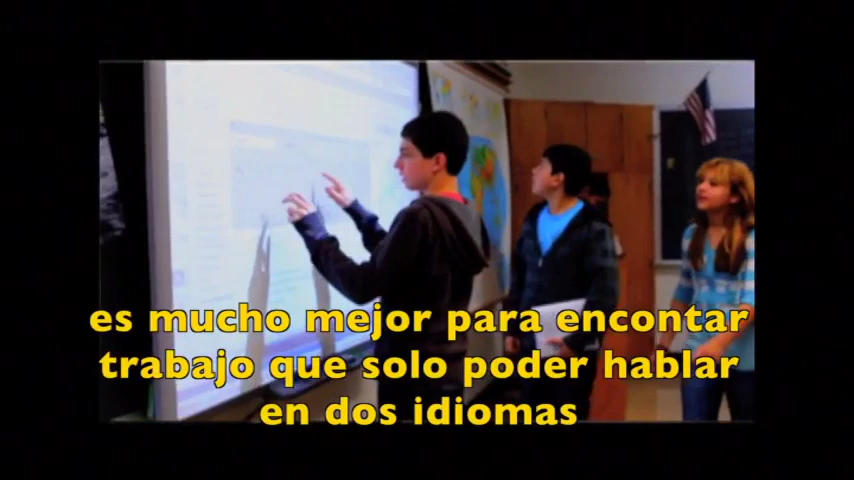 es mucho mejor para encontar
trabajo que solo poder hablar
en dos idiomas